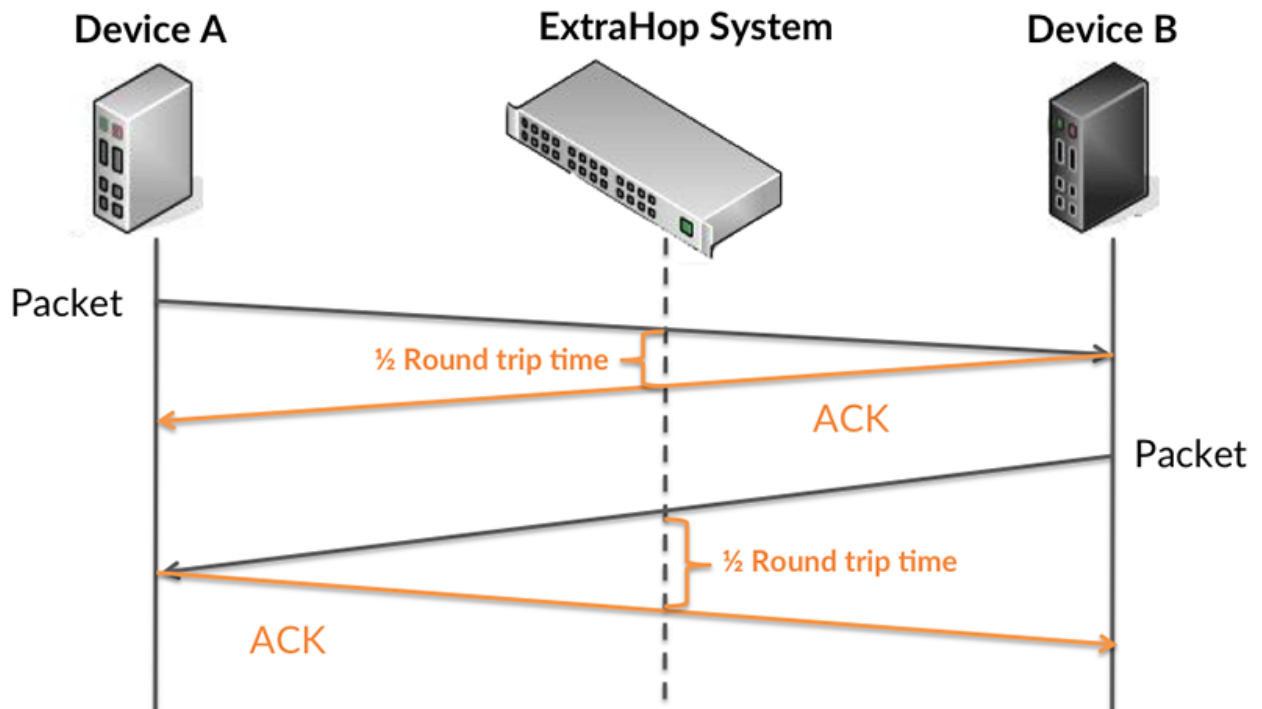 Device A
ExtraHop System
Device B
Packet
½ Round trip time
ACK
Packet
½ Round trip time
ACK